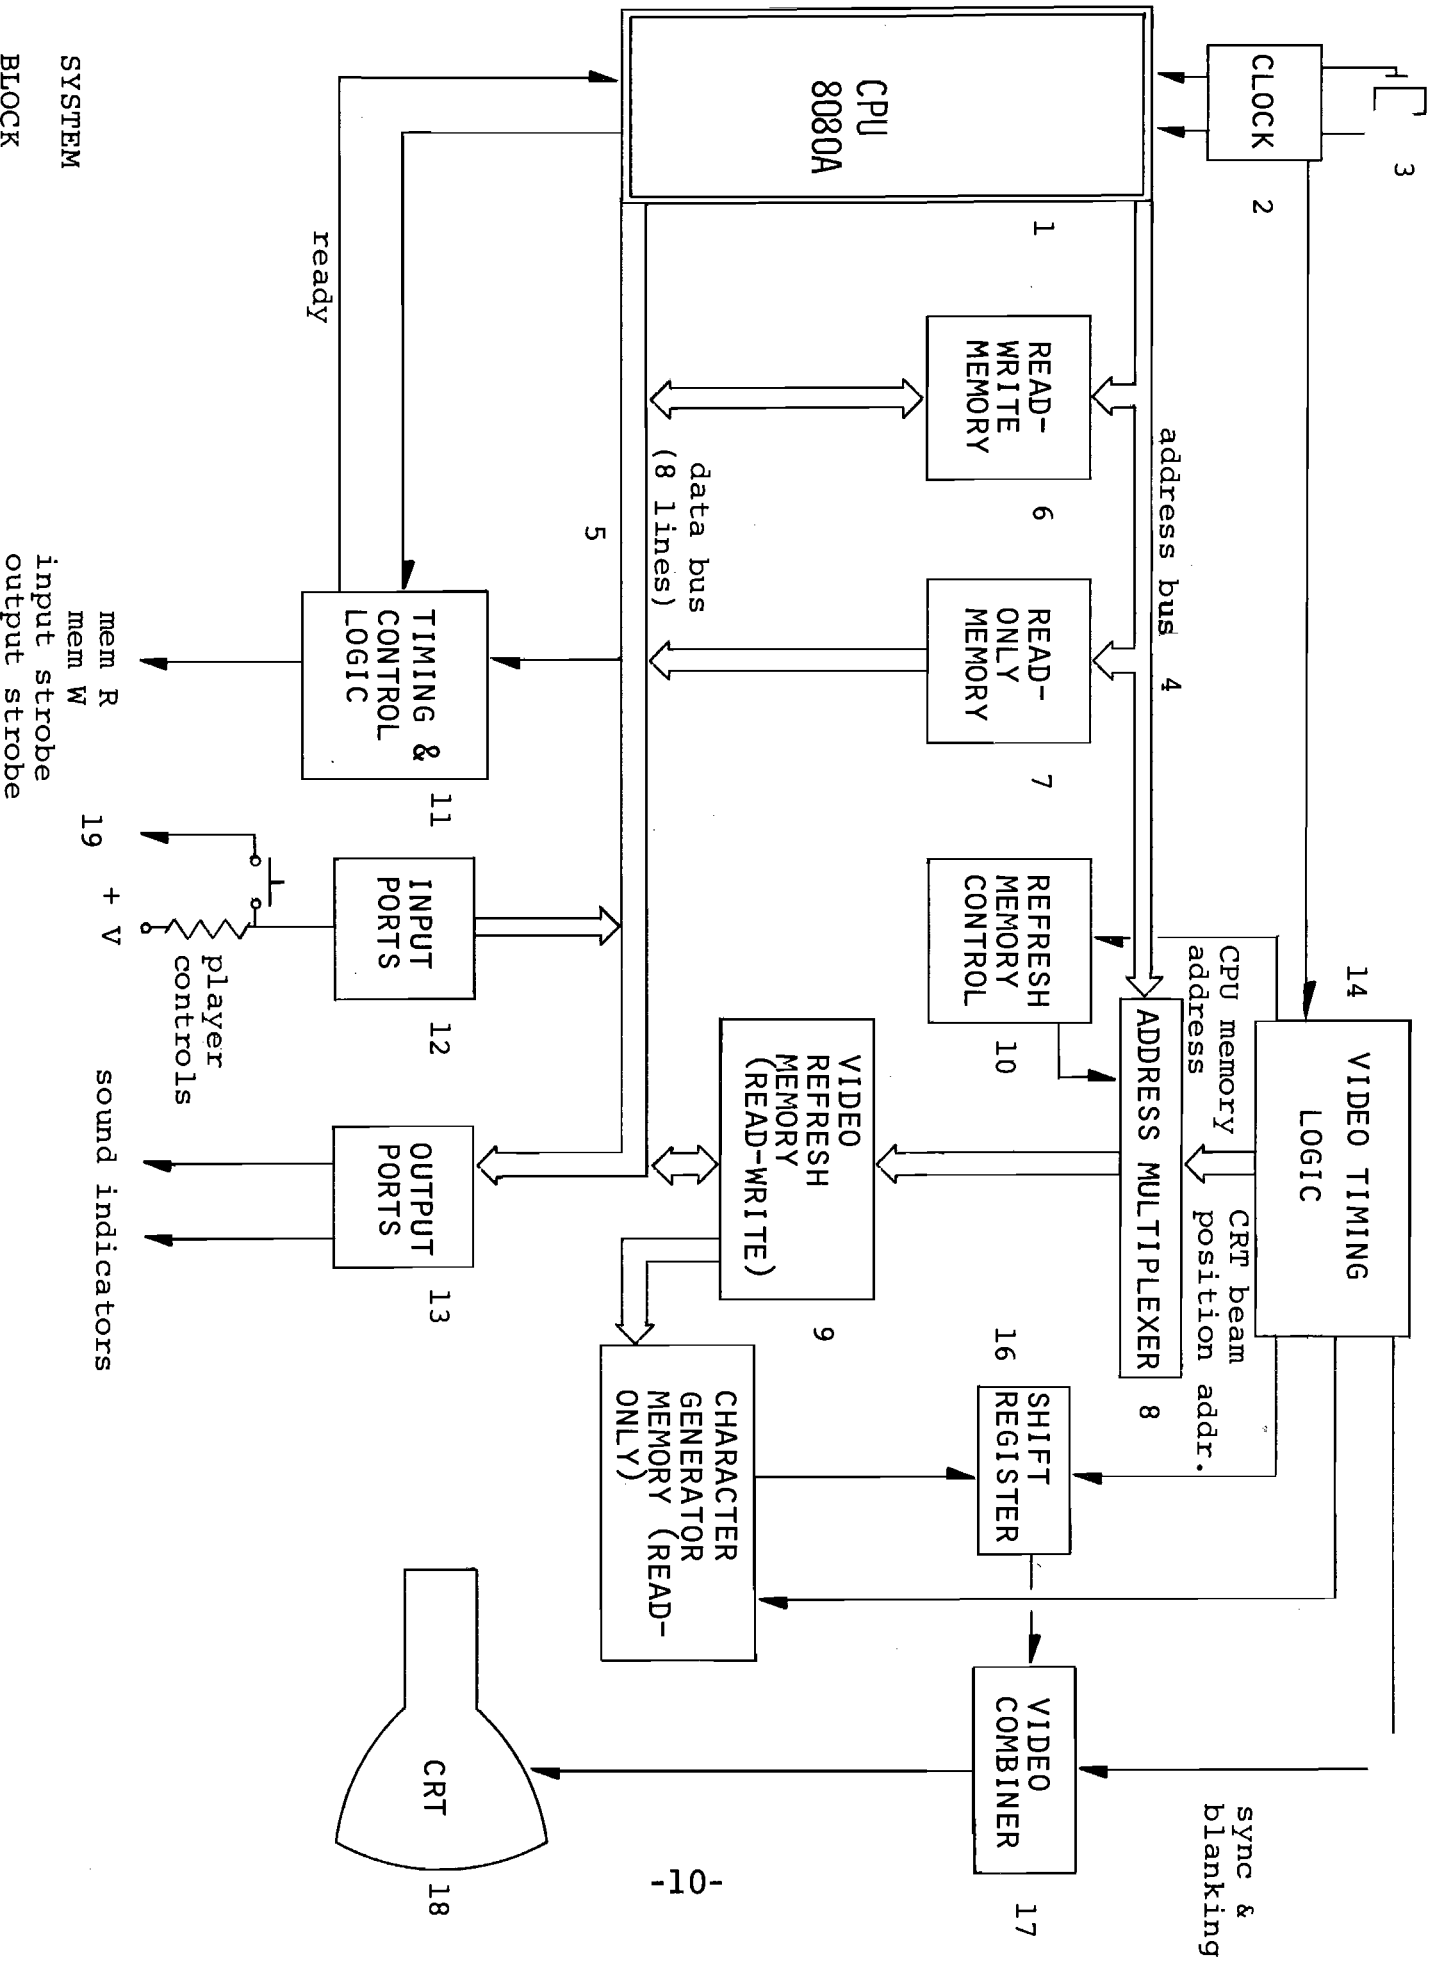 3
CLOCK
2
CPU
8080A
1
address bus
4
READ-
WRITE
MEMORY
6
READ-
ONLY
MEMORY
7
REFRESH
MEMORY
CONTROL
10
14
VIDEO TIMING
LOGIC
CPU memory
address
CRT beam
position addr.
ADDRESS MULTIPLEXER
8
data bus
(8 lines)
5
VIDEO
REFRESH
MEMORY
(READ-WRITE)
9
16
SHIFT
REGISTER
CHARACTER
GENERATOR
MEMORY (READ-
ONLY)
sync &
blanking
VIDEO
COMBINER
17
CRT
18
ready
TIMING &
CONTROL
LOGIC
11
mem R
mem W
input strobe
output strobe
INPUT
PORTS
12
19
+ V
player
controls
OUTPUT
PORTS
13
sound indicators
SYSTEM
BLOCK
-10-